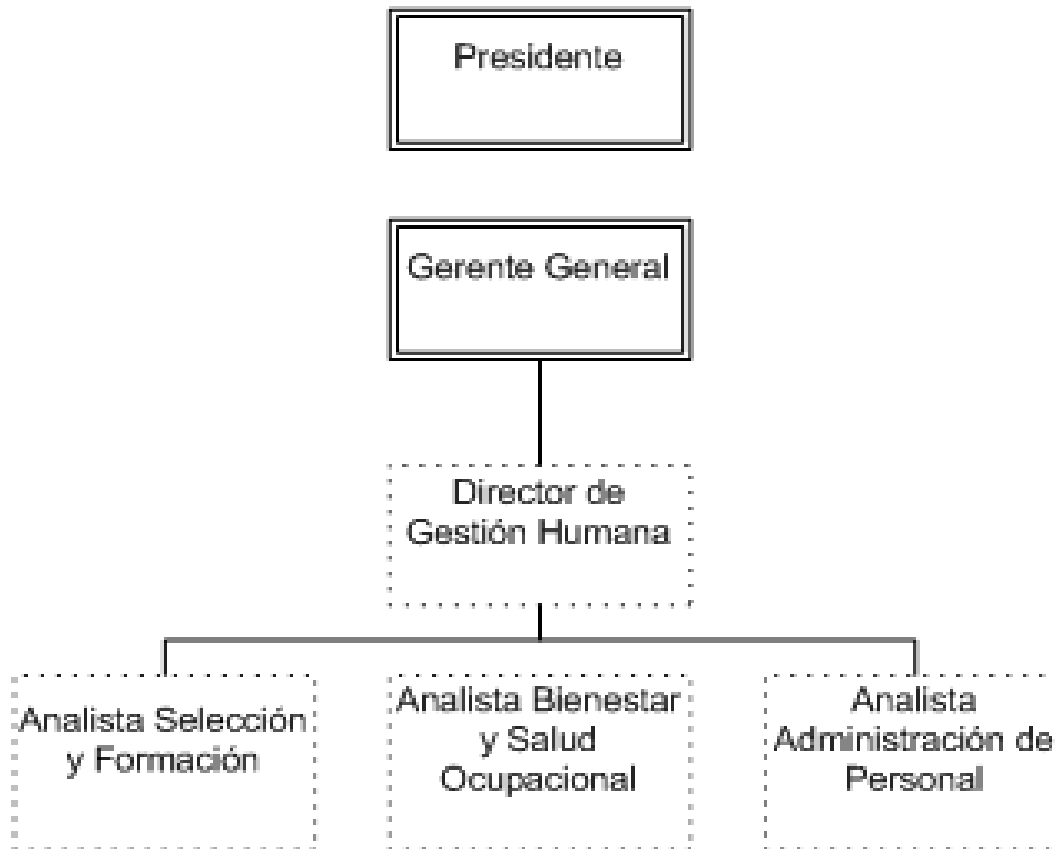 Presidente
Gerente General
Director de
Gestión Humana
Analista Selección
y Formación
Analista Bienestar
y Salud
Ocupacional
Analista
Administración de
Personal